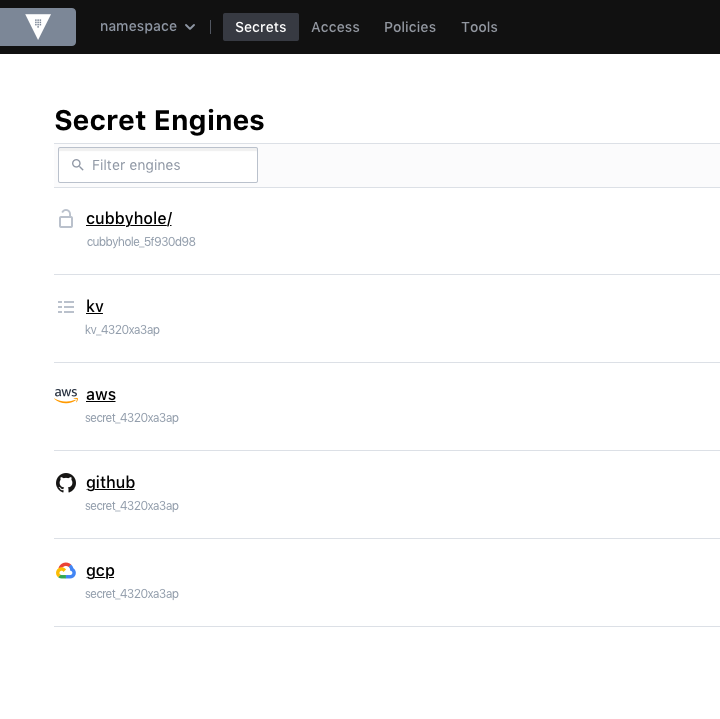 namespace
Secrets
Access
Policies
Tools
Secret Engines
Filter engines
cubbyhole/
cubbyhole_5f930d98
kv
kv_4320xa3ap
aws
aws
secret_4320xa3ap
github
secret_4320xa3ap
gcp
secret_4320xa3ap